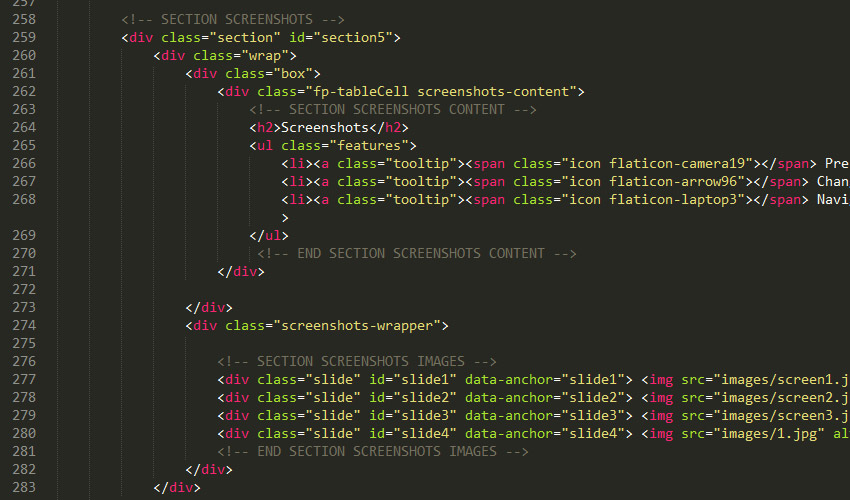 257
258 <!-- SECTION SCREENSHOTS -->
259 <div class="section" id="section5">
260 <div class="wrap">
261 <div class="box">
262 <div class="fp-tableCell screenshots-content">
263 <!-- SECTION SCREENSHOTS CONTENT -->
264 <h2>Screenshots</h2>
265 <ul class="features">
266 <li><a class="tooltip"><span class="icon flaticon-camera19"></span> Pre
267 <li><a class="tooltip"><span class="icon flaticon-arrow96"></span> Chan
268 <li><a class="tooltip"><span class="icon flaticon-laptop3"></span> Navi
>
269 </ul>
270 <!-- END SECTION SCREENSHOTS CONTENT -->
271 </div>
272
273 </div>
274 <div class="screenshots-wrapper">
275
276 <!-- SECTION SCREENSHOTS IMAGES -->
277 <div class="slide" id="slide1" data-anchor="slide1"> <img src="images/screen1.j
278 <div class="slide" id="slide2" data-anchor="slide2"> <img src="images/screen2.j
279 <div class="slide" id="slide3" data-anchor="slide3"> <img src="images/screen3.j
280 <div class="slide" id="slide4" data-anchor="slide4"> <img src="images/1.jpg" al
281 <!-- END SECTION SCREENSHOTS IMAGES -->
282 </div>
283 </div>